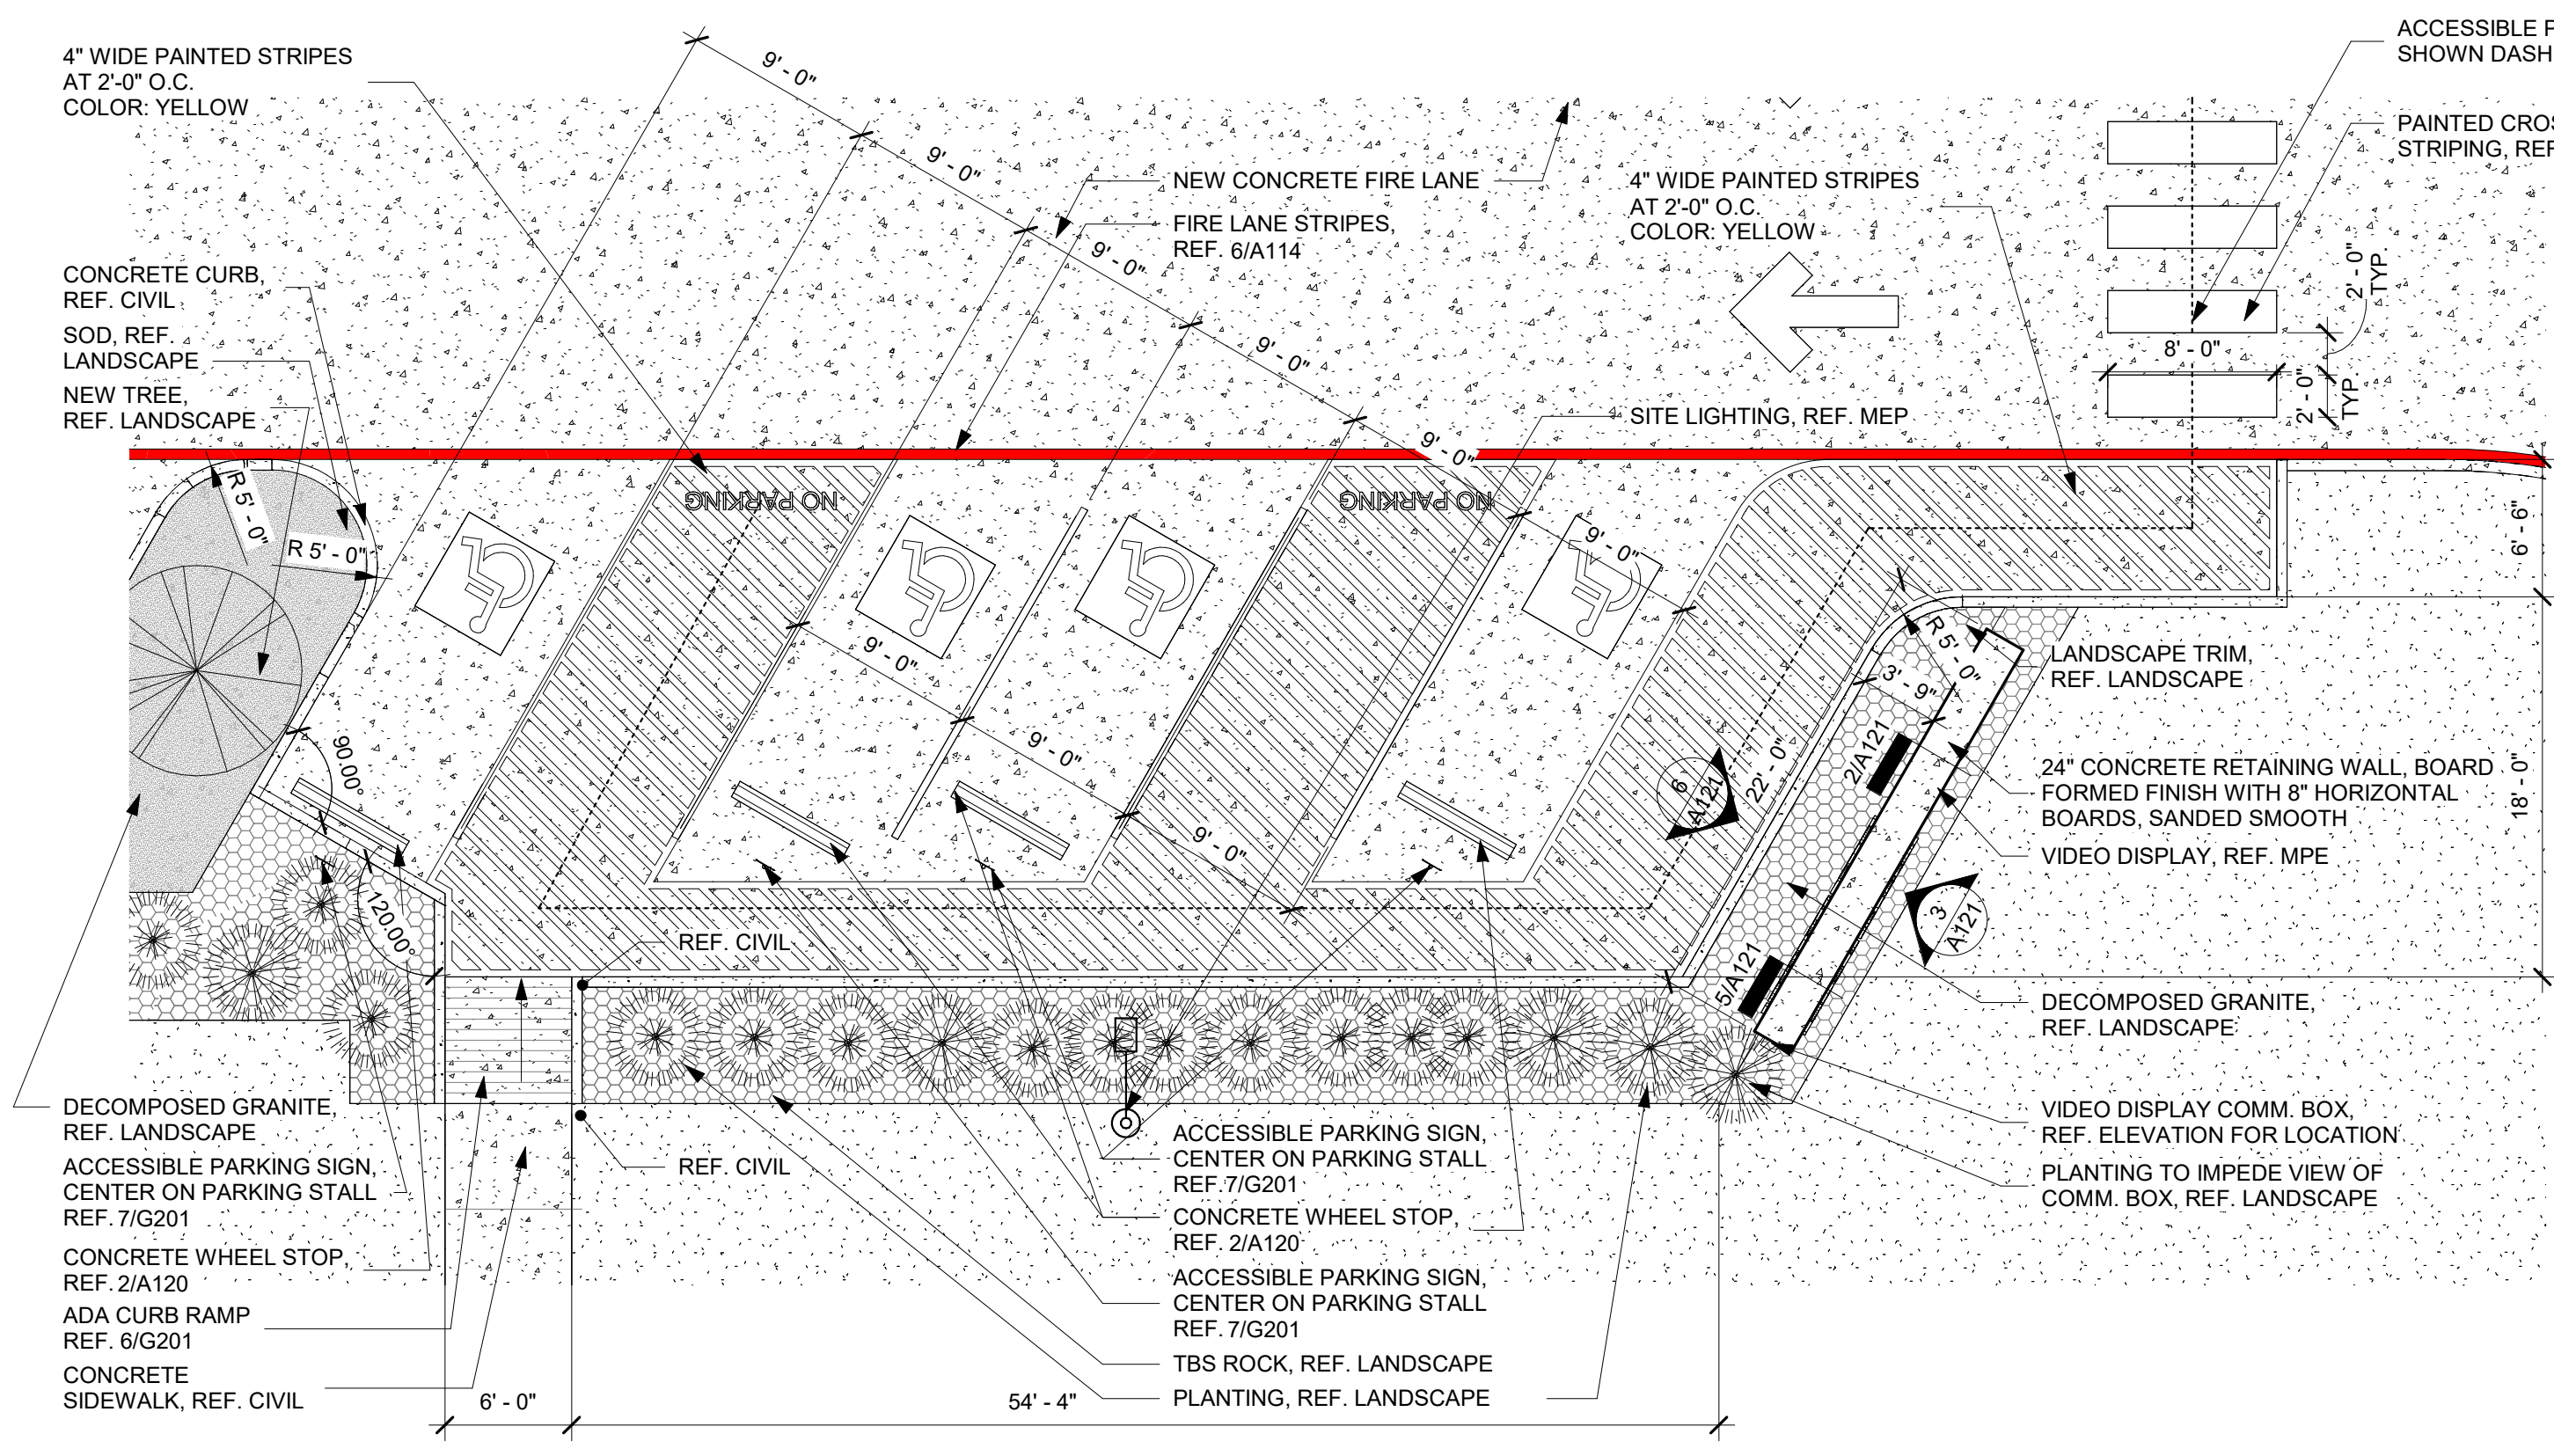 4" WIDE PAINTED STRIPES
AT 2'-0" O.C.
COLOR: YELLOW
CONCRETE CURB,
REF. CIVIL
SOD, REF.
LANDSCAPE
NEW TREE,
REF. LANDSCAPE
9' - 0"
9' - 0"
9' - 0"
9' - 0"
9' - 0"
9' - 0"
NEW CONCRETE FIRE LANE
FIRE LANE STRIPES,
REF. 6/A114
4" WIDE PAINTED STRIPES
AT 2'-0" O.C.
COLOR: YELLOW
ACCESSIBLE P
SHOWN DASH
PAINTED CROS
STRIPING, REF
2' - 0"
TYP.
8' - 0"
2' - 0"
TYP.
SITE LIGHTING, REF. MEP
NO PARKING
NO PARKING
R 5' - 0"
R 5' - 0"
6' - 6"
9' - 0"
9' - 0"
9' - 0"
90.00°
120.00°
R 5' - 0"
3' - 9"
2/A121
6
A121
22' - 0"
18' - 0"
LANDSCAPE TRIM,
REF. LANDSCAPE
24" CONCRETE RETAINING WALL, BOARD
FORMED FINISH WITH 8" HORIZONTAL
BOARDS, SANDED SMOOTH
VIDEO DISPLAY, REF. MPE
3
A121
5/A121
REF. CIVIL
DECOMPOSED GRANITE,
REF. LANDSCAPE
REF. CIVIL
DECOMPOSED GRANITE,
REF. LANDSCAPE
ACCESSIBLE PARKING SIGN,
CENTER ON PARKING STALL
REF. 7/G201
CONCRETE WHEEL STOP,
REF. 2/A120
ADA CURB RAMP
REF. 6/G201
CONCRETE
SIDEWALK, REF. CIVIL
ACCESSIBLE PARKING SIGN,
CENTER ON PARKING STALL
REF. 7/G201
CONCRETE WHEEL STOP,
REF. 2/A120
ACCESSIBLE PARKING SIGN,
CENTER ON PARKING STALL
REF. 7/G201
TBS ROCK, REF. LANDSCAPE
PLANTING, REF. LANDSCAPE
VIDEO DISPLAY COMM. BOX,
REF. ELEVATION FOR LOCATION
PLANTING TO IMPEDE VIEW OF
COMM. BOX, REF. LANDSCAPE
6' - 0"
54' - 4"